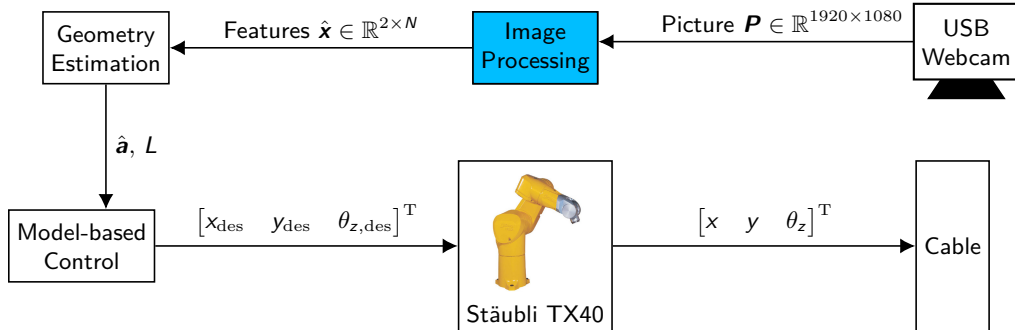 Geometry
Estimation
Features x̂ ∈ ℝ^{2×N}
Image
Processing
Picture P ∈ ℝ^{1920×1080}
USB
Webcam
â, L
Model-based
Control
[x_des y_des θ_{z,des}]^T
Stäubli TX40
[x y θ_z]^T
Cable